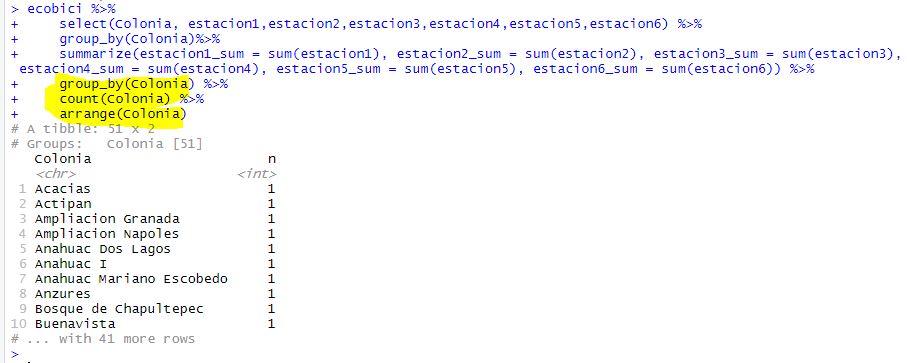 > ecobici %>%
+ select(Colonia, estacion1,estacion2,estacion3,estacion4,estacion5,estacion6) %>%
+ group_by(Colonia)%>%
+ summarize(estacion1_sum = sum(estacion1), estacion2_sum = sum(estacion2), estacion3_sum = sum(estacion3),
estacion4_sum = sum(estacion4), estacion5_sum = sum(estacion5), estacion6_sum = sum(estacion6)) %>%
+ group_by(Colonia) %>%
+ count(Colonia) %>%
+ arrange(Colonia)
# A tibble: 51 x 2
# Groups: Colonia [51]
Colonia n
<chr> <int>
1 Acacias 1
2 Actipan 1
3 Ampliacion Granada 1
4 Ampliacion Napoles 1
5 Anahuac Dos Lagos 1
6 Anahuac I 1
7 Anahuac Mariano Escobedo 1
8 Anzures 1
9 Bosque de Chapultepec 1
10 Buenavista 1
# ... with 41 more rows
>